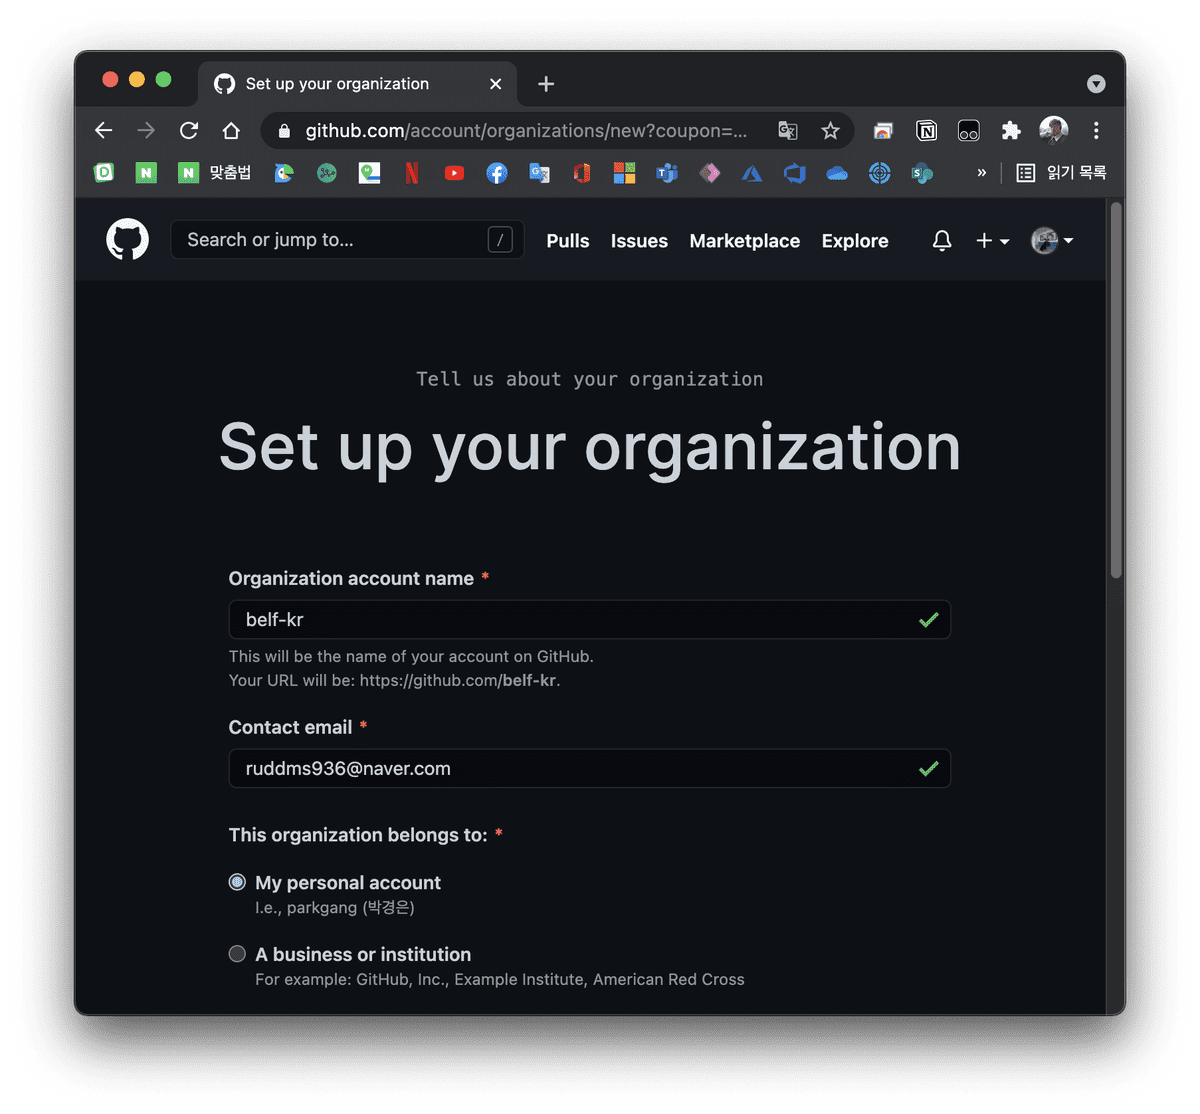 Set up your organization
github.com/account/organizations/new?coupon=...
맞춤법
»
읽기 목록
Search or jump to...
/
Pulls
Issues
Marketplace
Explore
Tell us about your organization
Set up your organization
Organization account name *
belf-kr
This will be the name of your account on GitHub.
Your URL will be: https://github.com/belf-kr.
Contact email *
ruddms936@naver.com
This organization belongs to: *
My personal account
I.e., parkgang (박경은)
A business or institution
For example: GitHub, Inc., Example Institute, American Red Cross